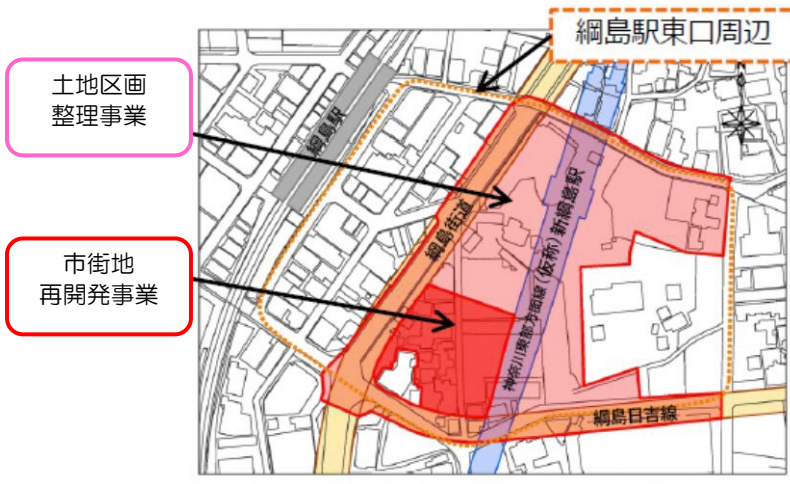 綱島駅東口周辺
土地区画
整理事業
綱島駅
綱島街道
神奈川東部方面線(仮称)新綱島駅
市街地
再開発事業
綱島日吉線